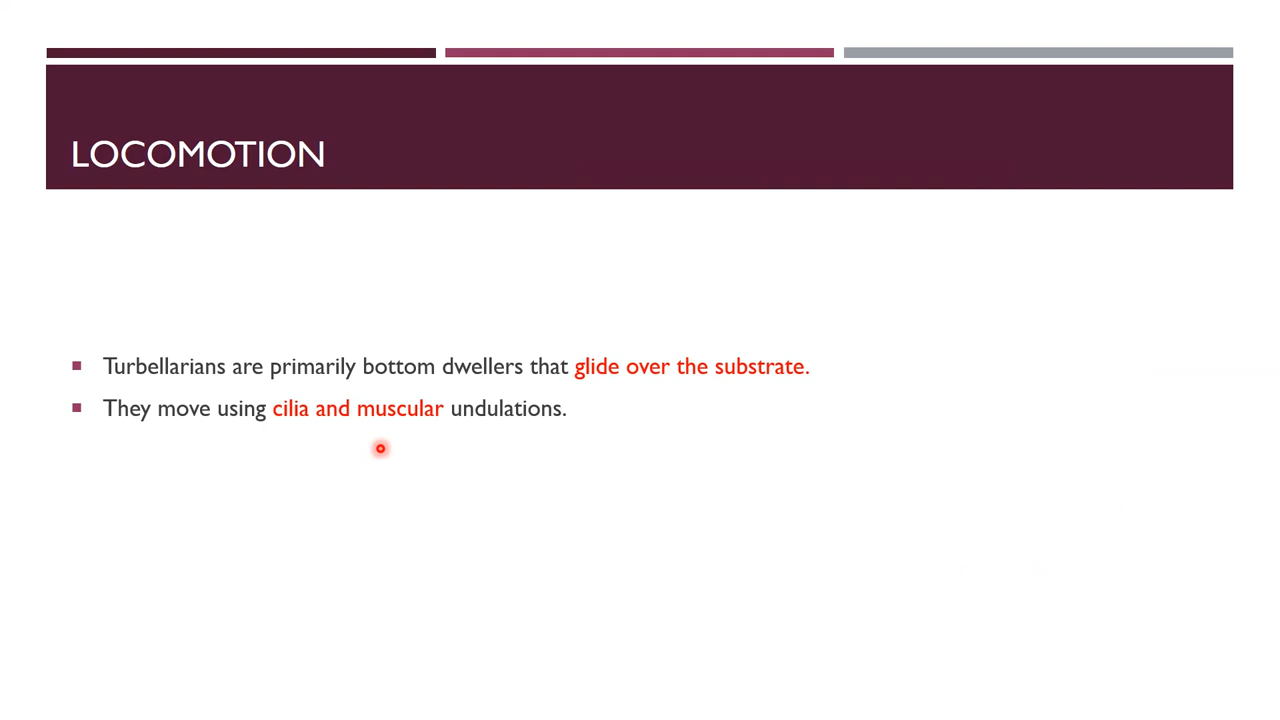 LOCOMOTION
Turbellarians are primarily bottom dwellers that glide over the substrate.
They move using cilia and muscular undulations.